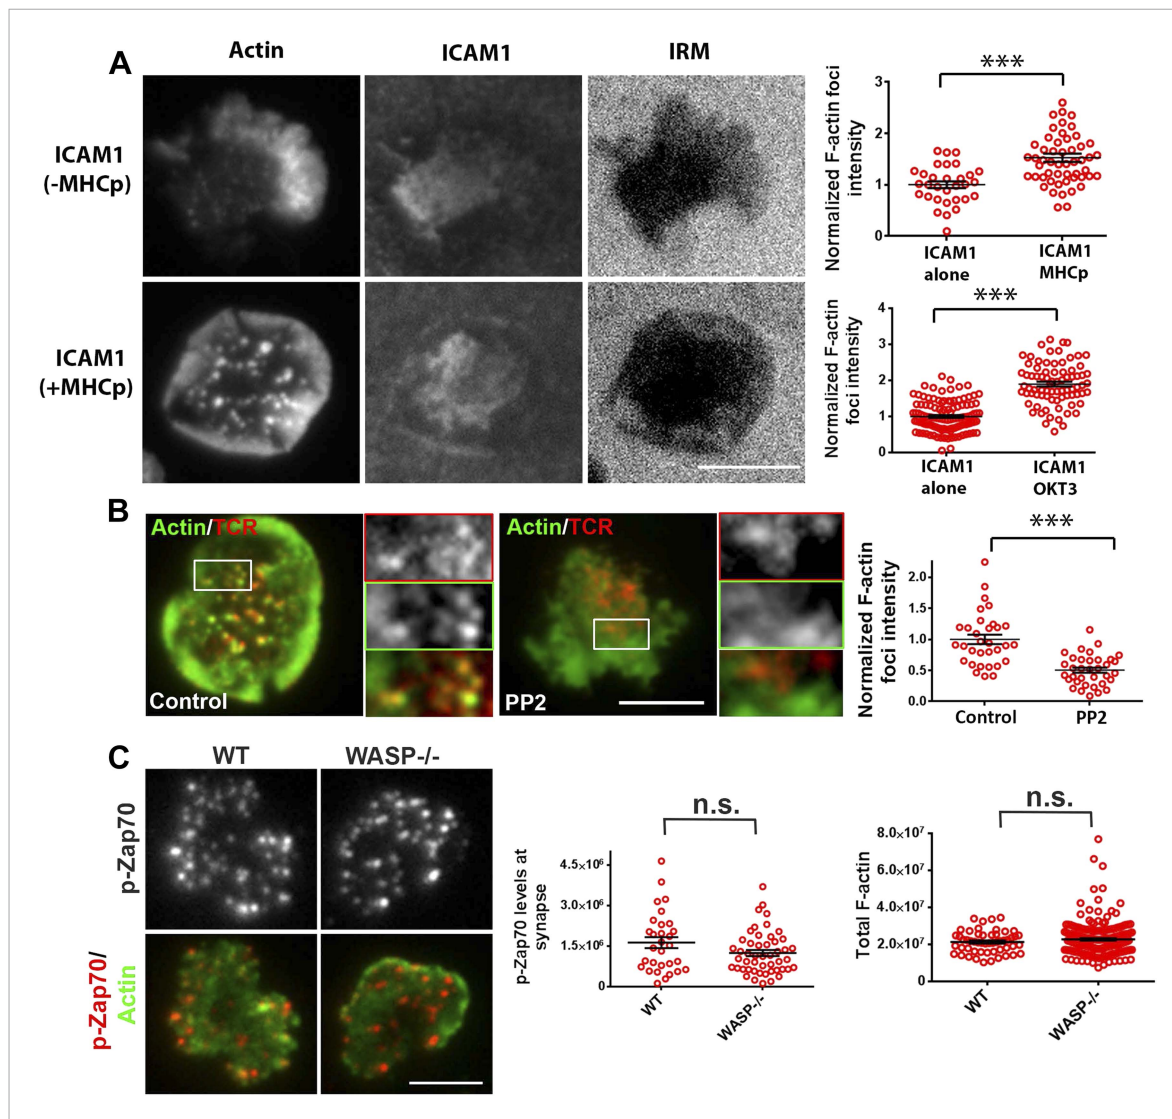 A
Actin
ICAM1
IRM
ICAM1
(-MHCp)
ICAM1
(+MHCp)
***
Normalized F-actin foci
intensity
3
2
1
0
ICAM1
alone
ICAM1
MHCp
***
Normalized F-actin
foci intensity
4
3
2
1
0
ICAM1
alone
ICAM1
OKT3
B
Actin/TCR
Control
Actin/TCR
PP2
***
Normalized F-actin
foci intensity
2.0
1.5
1.0
0.5
0.0
Control
PP2
C
WT
WASP-/-
p-Zap70
p-Zap70/
Actin
n.s.
p-Zap70 levels at
synapse
4.5×10⁶
3.0×10⁶
1.5×10⁶
0
WT
WASP-/-
n.s.
Total F-actin
8.0×10⁷
6.0×10⁷
4.0×10⁷
2.0×10⁷
0
WT
WASP-/-